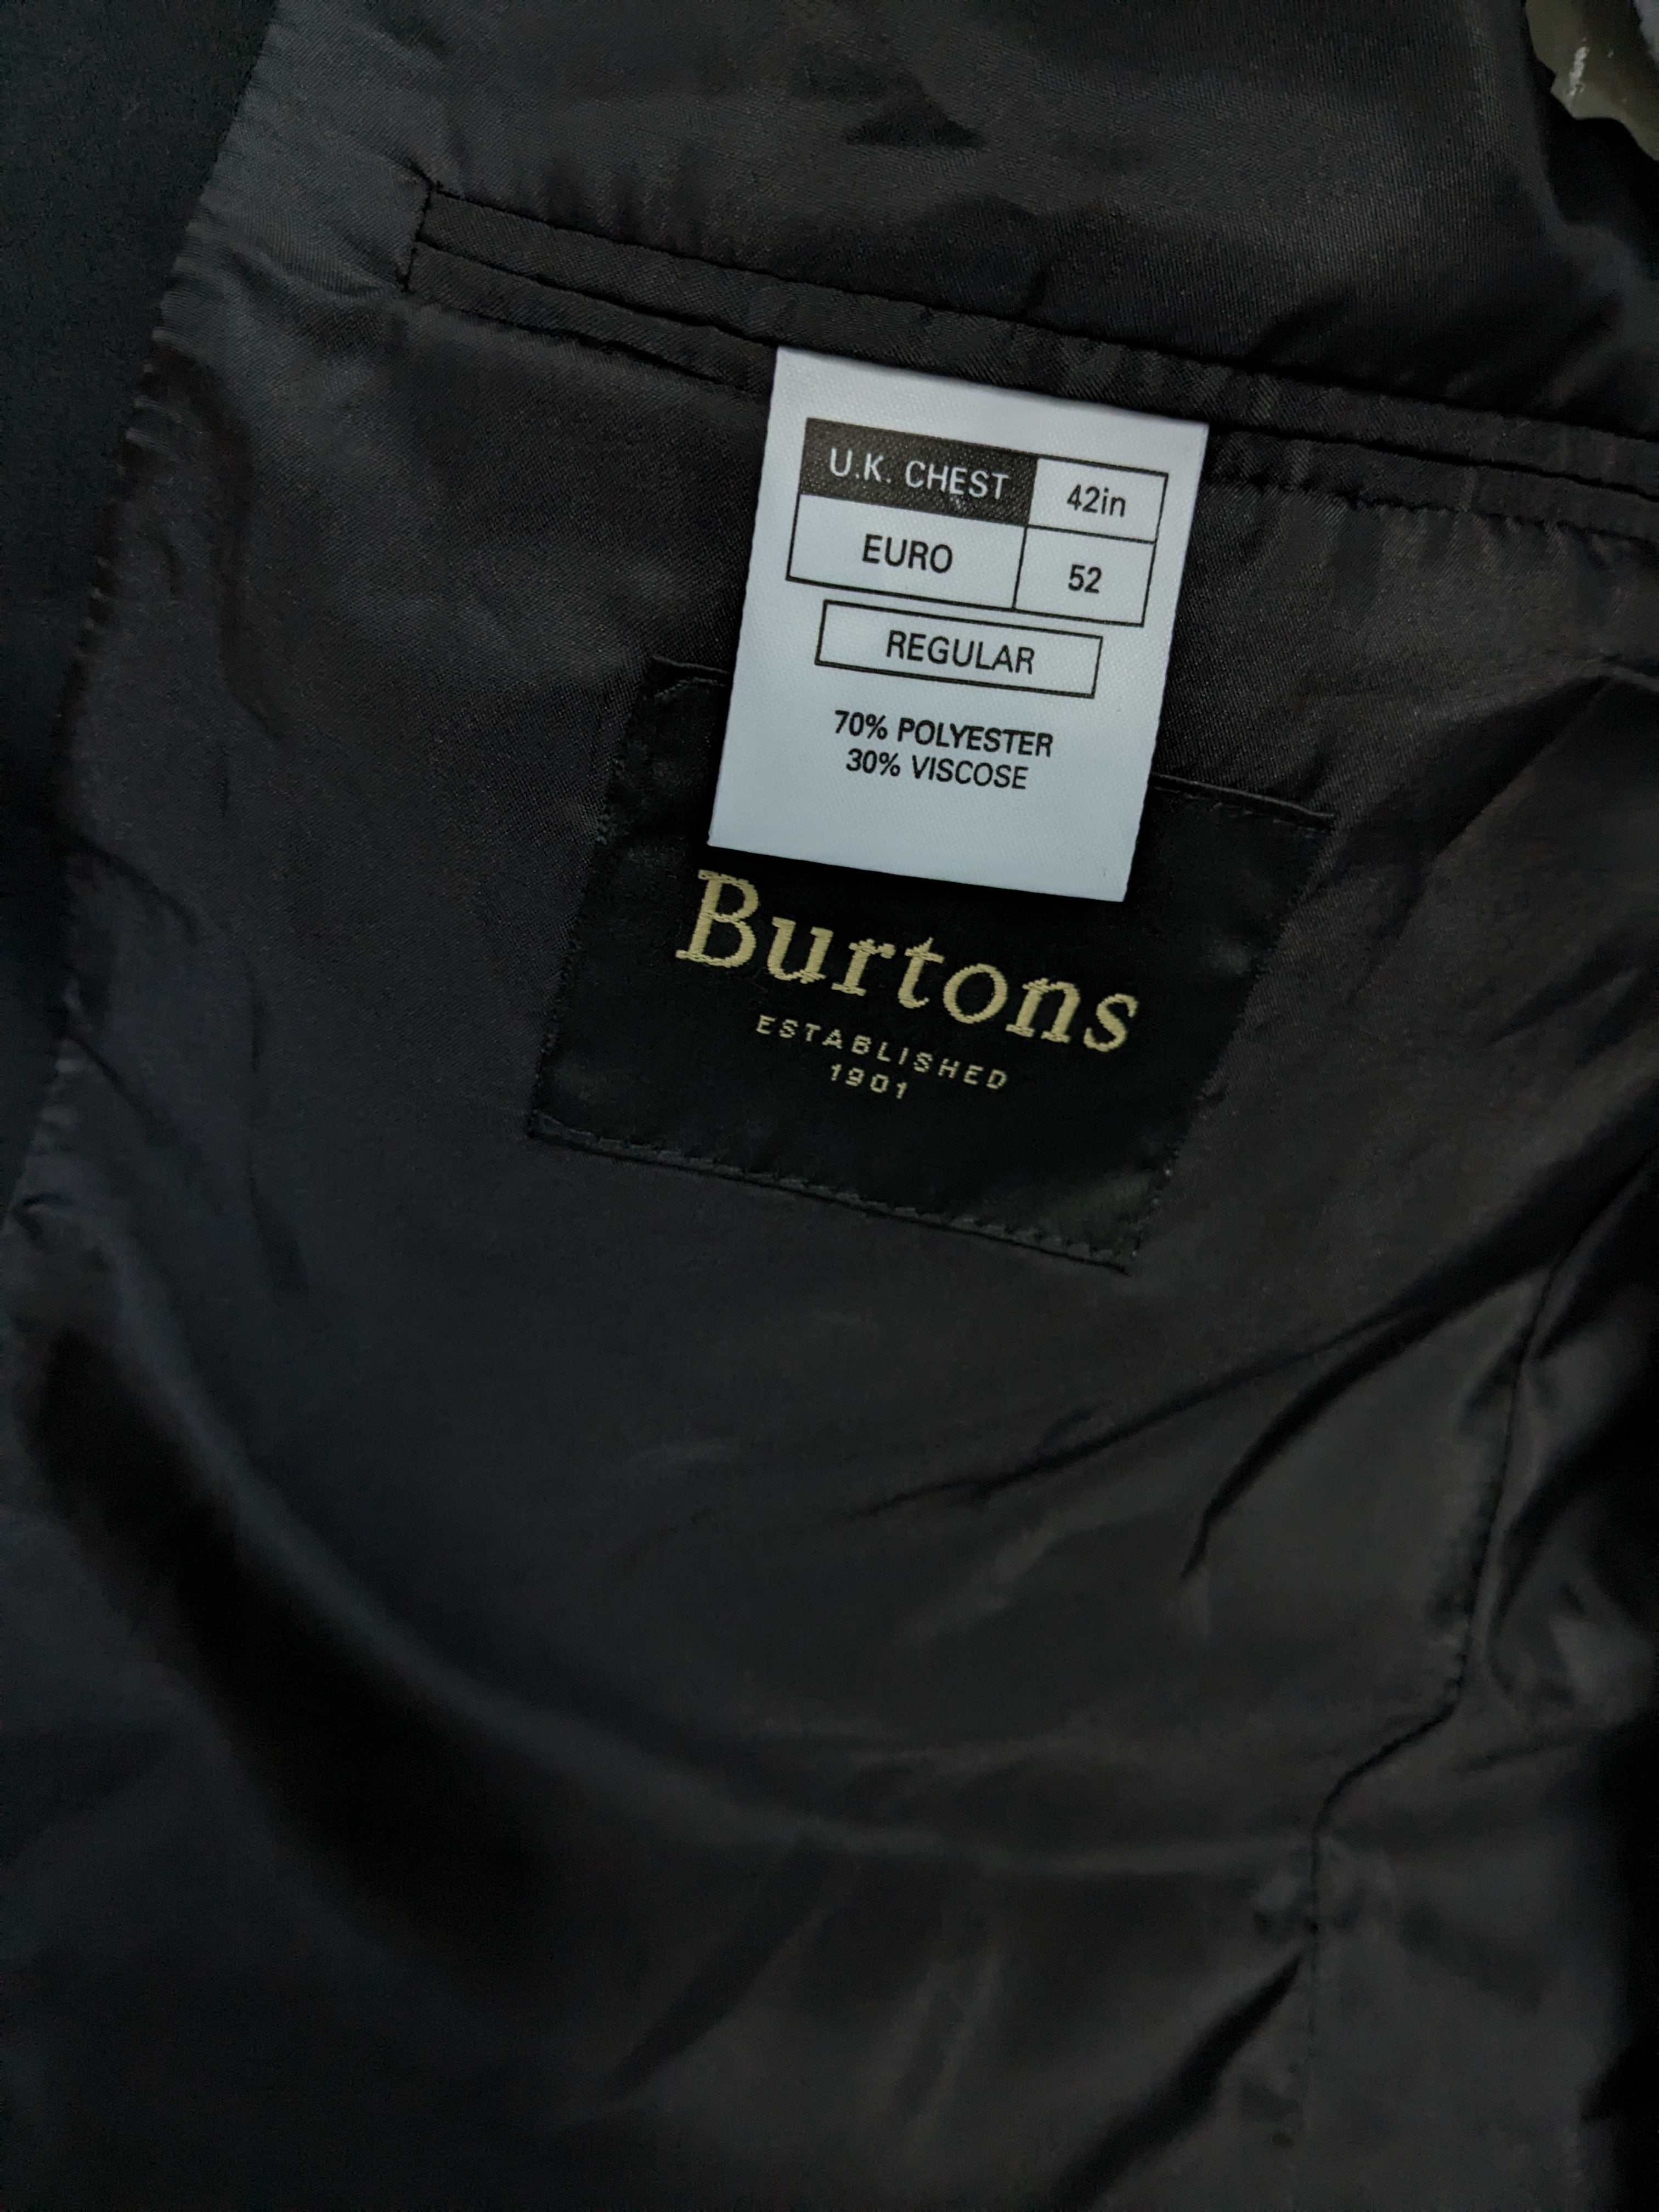 U.K. CHEST 42in
EURO 52
REGULAR
70% POLYESTER
30% VISCOSE
Burtons
ESTABLISHED
1901